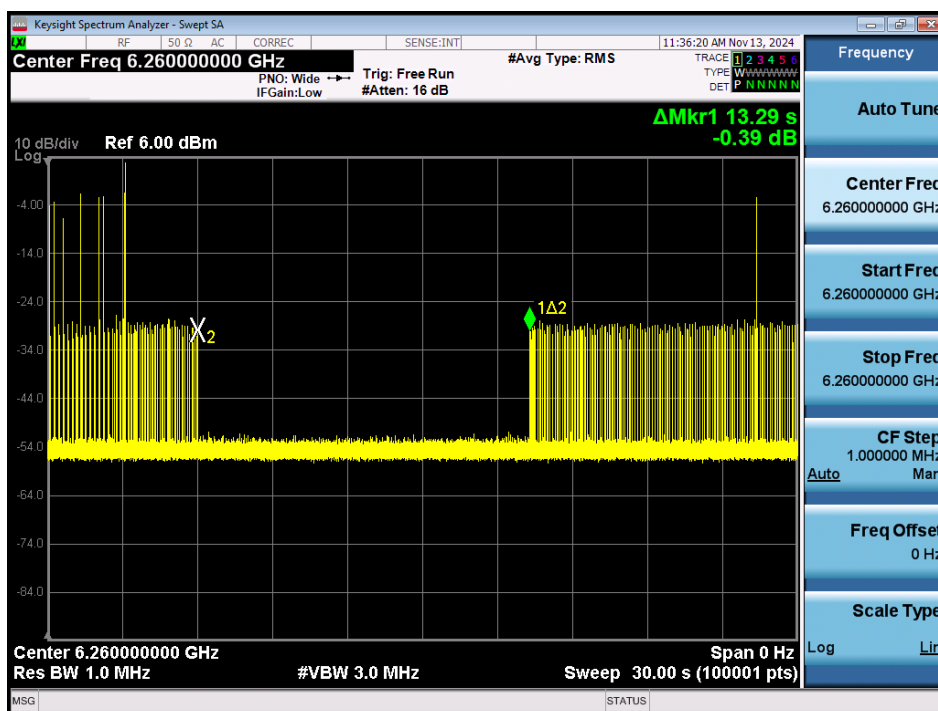 Keysight Spectrum Analyzer - Swept SA
LXI RF 50 Ω AC CORREC SENSE:INT 11:36:20 AM Nov 13, 2024
Center Freq 6.260000000 GHz
PNO: Wide
IFGain:Low
Trig: Free Run
#Atten: 16 dB
#Avg Type: RMS
TRACE 1 2 3 4 5 6
TYPE WWWWWW
DET P N N N N N
Frequency
ΔMkr1 13.29 s
-0.39 dB
10 dB/div Ref 6.00 dBm
Log
-4.00
-14.0
-24.0
-34.0
-44.0
-54.0
-64.0
-74.0
-84.0
X2
1Δ2
Center 6.260000000 GHz Span 0 Hz
Res BW 1.0 MHz #VBW 3.0 MHz Sweep 30.00 s (100001 pts)
MSG STATUS
Auto Tune
Center Freq
6.260000000 GHz
Start Freq
6.260000000 GHz
Stop Freq
6.260000000 GHz
CF Step
1.000000 MHz
Auto Man
Freq Offset
0 Hz
Scale Type
Log Lin